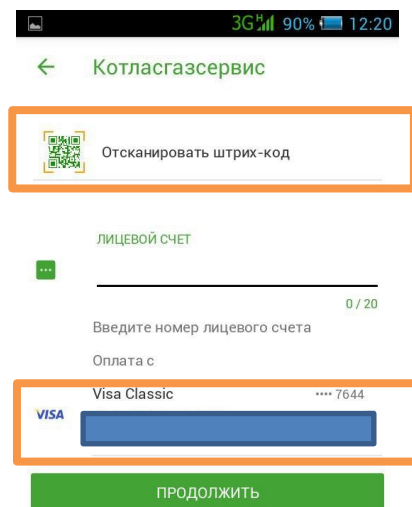 3G H 90% 12:20
Котласгазсервис
Отсканировать штрих-код
ЛИЦЕВОЙ СЧЕТ
0 / 20
Введите номер лицевого счета
Оплата с
Visa Classic •••• 7644
VISA
ПРОДОЛЖИТЬ